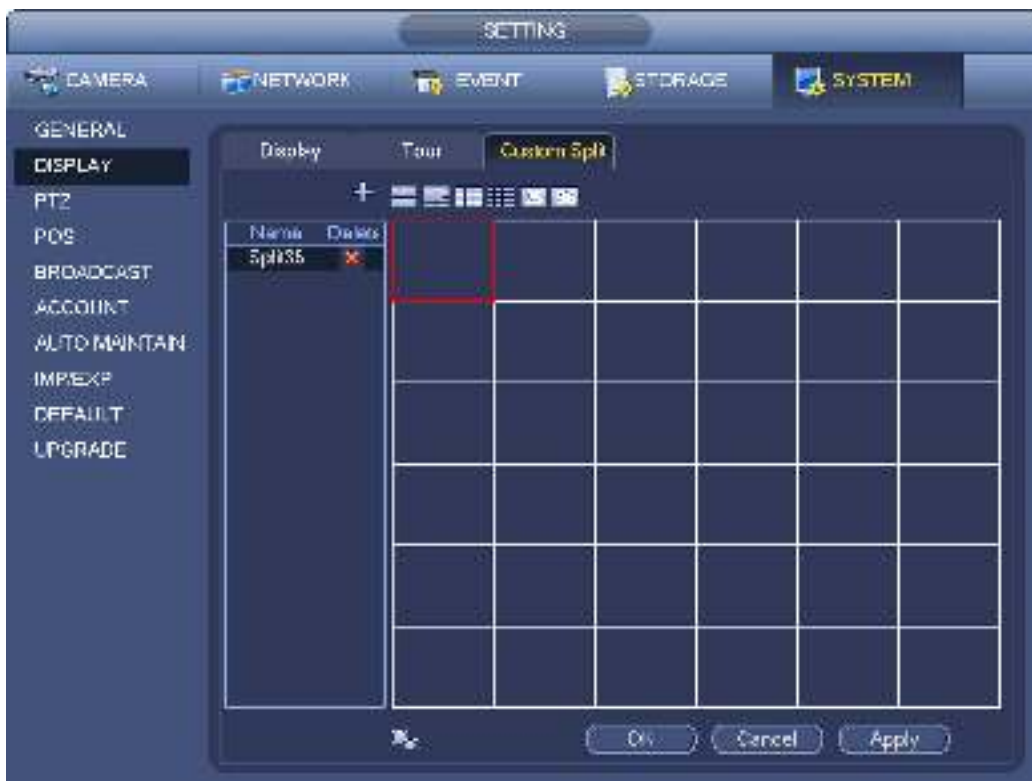 SETTING
CAMERA NETWORK EVENT STORAGE SYSTEM
GENERAL
DISPLAY
PTZ
POS
BROADCAST
ACCOUNT
AUTO MAINTAIN
IMP/EXP
DEFAULT
UPGRADE
Display Tour Custom Split
Name Delete
Split35
OK Cancel Apply